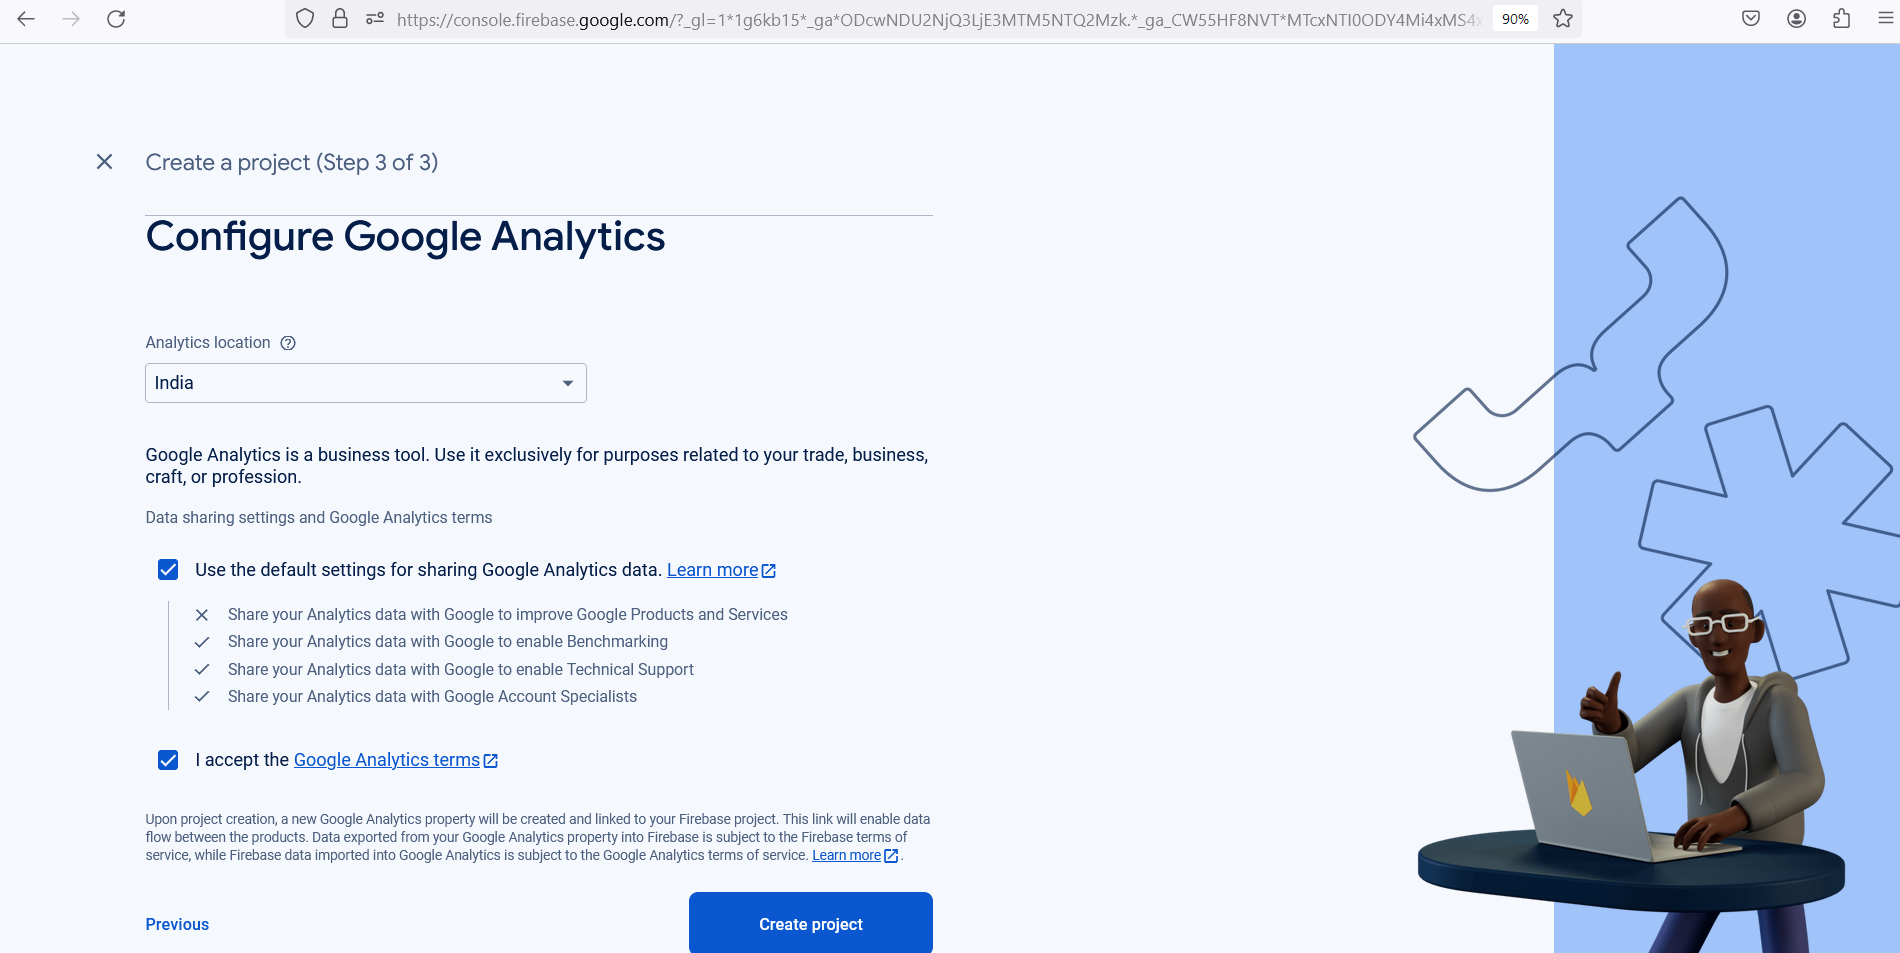 https://console.firebase.google.com/?_gl=1*1g6kb15*_ga*ODcwNDU2NjQ3LjE3MTM5NTQ2Mzk.*_ga_CW55HF8NVT*MTcxNTI0ODY4Mi4xMS4x
90%
Create a project (Step 3 of 3)
Configure Google Analytics
Analytics location
India
Google Analytics is a business tool. Use it exclusively for purposes related to your trade, business,
craft, or profession.
Data sharing settings and Google Analytics terms
Use the default settings for sharing Google Analytics data. Learn more
Share your Analytics data with Google to improve Google Products and Services
Share your Analytics data with Google to enable Benchmarking
Share your Analytics data with Google to enable Technical Support
Share your Analytics data with Google Account Specialists
I accept the Google Analytics terms
Upon project creation, a new Google Analytics property will be created and linked to your Firebase project. This link will enable data
flow between the products. Data exported from your Google Analytics property into Firebase is subject to the Firebase terms of
service, while Firebase data imported into Google Analytics is subject to the Google Analytics terms of service. Learn more.
Previous
Create project